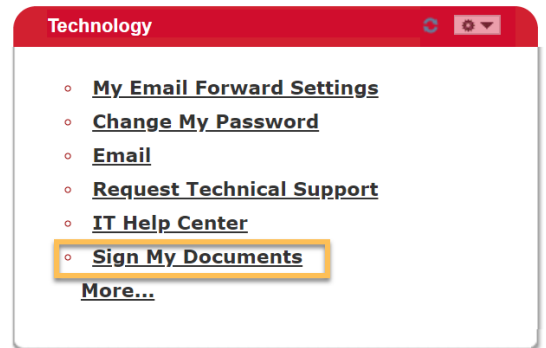 Technology
My Email Forward Settings
Change My Password
Email
Request Technical Support
IT Help Center
Sign My Documents
More...